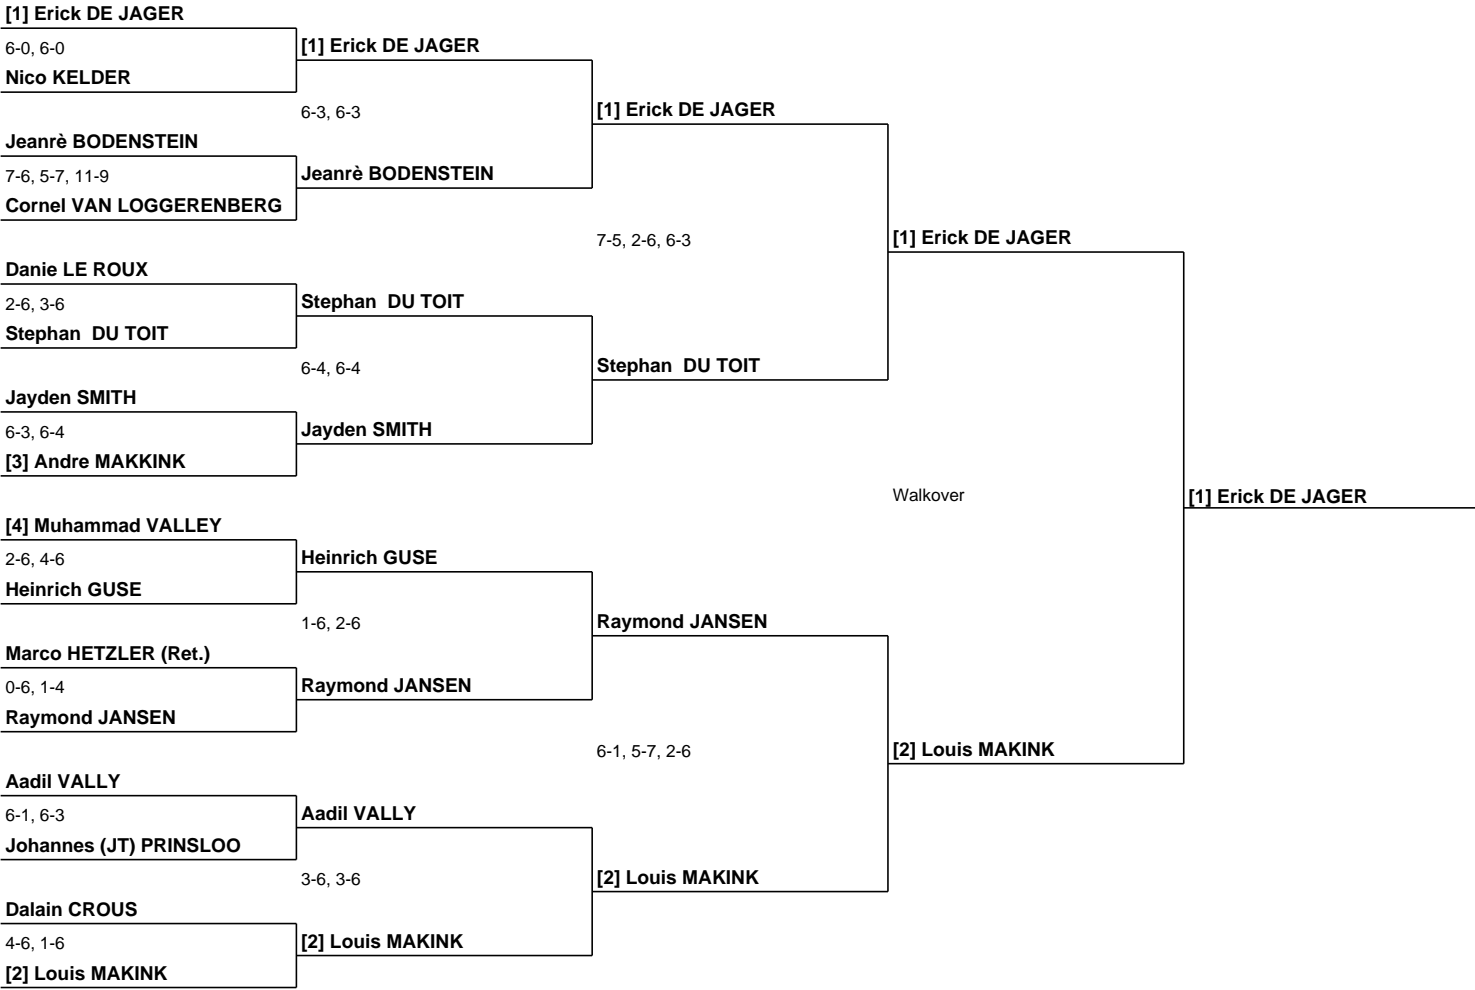 [1] Erick DE JAGER
6-0, 6-0
Nico KELDER
Jeanrè BODENSTEIN
7-6, 5-7, 11-9
Cornel VAN LOGGERENBERG
Danie LE ROUX
2-6, 3-6
Stephan  DU TOIT
Jayden SMITH
6-3, 6-4
[3] Andre MAKKINK
[4] Muhammad VALLEY
2-6, 4-6
Heinrich GUSE
Marco HETZLER (Ret.)
0-6, 1-4
Raymond JANSEN
Aadil VALLY
6-1, 6-3
Johannes (JT) PRINSLOO
Dalain CROUS
4-6, 1-6
[2] Louis MAKINK
[1] Erick DE JAGER
6-3, 6-3
Jeanrè BODENSTEIN
Stephan  DU TOIT
6-4, 6-4
Jayden SMITH
Heinrich GUSE
1-6, 2-6
Raymond JANSEN
Aadil VALLY
3-6, 3-6
[2] Louis MAKINK
[1] Erick DE JAGER
7-5, 2-6, 6-3
Stephan  DU TOIT
Raymond JANSEN
6-1, 5-7, 2-6
[2] Louis MAKINK
[1] Erick DE JAGER
Walkover
[2] Louis MAKINK
[1] Erick DE JAGER